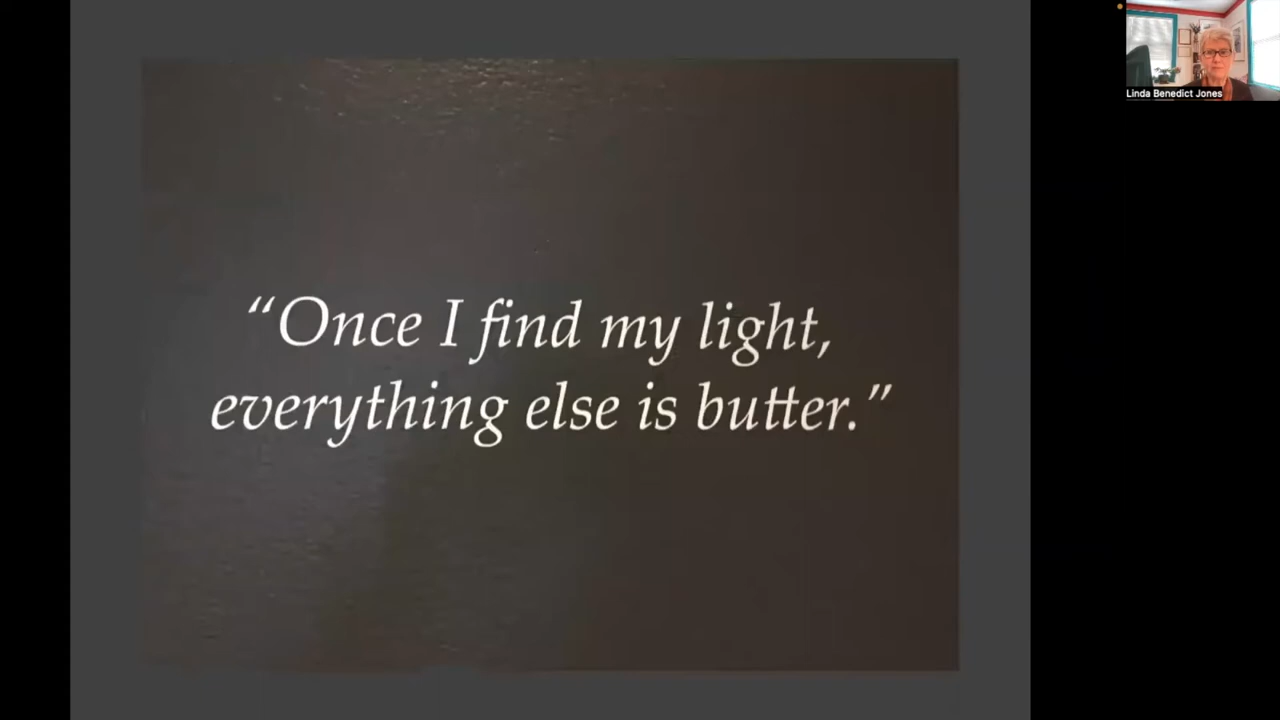 “Once I find my light,
everything else is butter.”
Linda Benedict Jones